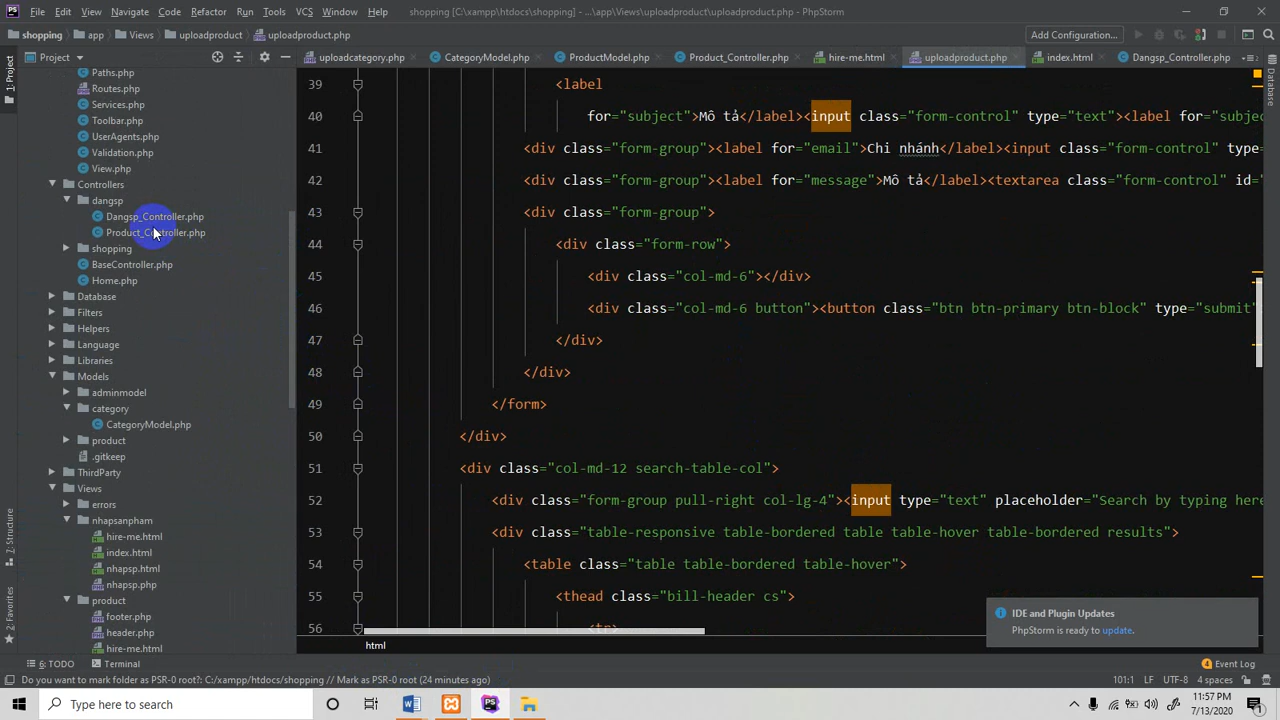 File Edit View Navigate Code Refactor Run Tools VCS Window Help shopping [C:\xampp\htdocs\shopping] - ...\app\Views\uploadproduct\uploadproduct.php - PhpStorm
shopping app Views uploadproduct uploadproduct.php Add Configuration...
Project uploadcategory.php CategoryModel.php ProductModel.php Product_Controller.php hire-me.html uploadproduct.php index.html Dangsp_Controller.php
1: Project
Database
Paths.php
Routes.php
Services.php
Toolbar.php
UserAgents.php
Validation.php
View.php
Controllers
dangsp
Dangsp_Controller.php
Product_Controller.php
shopping
BaseController.php
Home.php
Database
Filters
Helpers
Language
Libraries
Models
adminmodel
category
CategoryModel.php
product
.gitkeep
ThirdParty
Views
errors
nhapsanpham
hire-me.html
index.html
nhapsp.html
nhapsp.php
product
footer.php
header.php
hire-me.html
7: Structure
2: Favorites
39 <label
40 for="subject">Mô tả</label><input class="form-control" type="text"><label for="subjec
41 <div class="form-group"><label for="email">Chi nhánh</label><input class="form-control" type=
42 <div class="form-group"><label for="message">Mô tả</label><textarea class="form-control" id=
43 <div class="form-group">
44 <div class="form-row">
45 <div class="col-md-6"></div>
46 <div class="col-md-6 button"><button class="btn btn-primary btn-block" type="submit"
47 </div>
48 </div>
49 </form>
50 </div>
51 <div class="col-md-12 search-table-col">
52 <div class="form-group pull-right col-lg-4"><input type="text" placeholder="Search by typing here
53 <div class="table-responsive table-bordered table table-hover table-bordered results">
54 <table class="table table-bordered table-hover">
55 <thead class="bill-header cs">
56 <tr>
html
IDE and Plugin Updates
PhpStorm is ready to update.
6: TODO Terminal Event Log
Do you want to mark folder as PSR-0 root?: C:/xampp/htdocs/shopping // Mark as PSR-0 root (24 minutes ago) 101:1 LF UTF-8 4 spaces
Type here to search
11:57 PM
7/13/2020